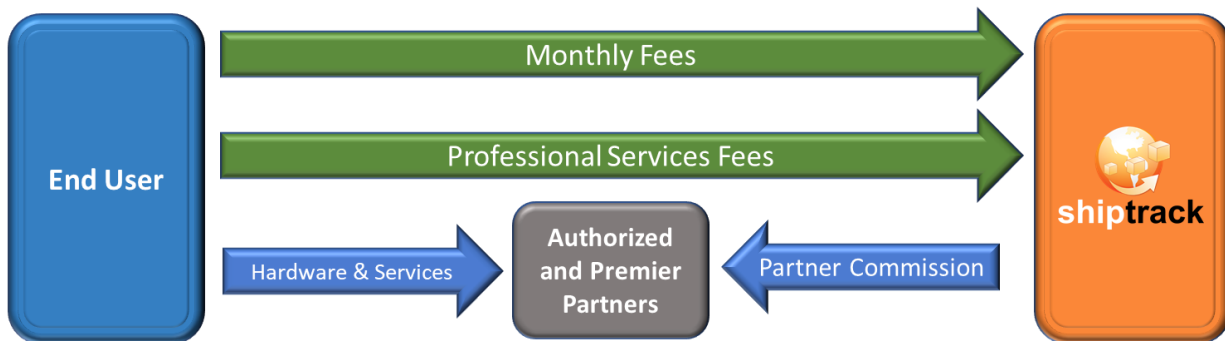 Monthly Fees
Professional Services Fees
End User
shiptrack
Authorized
and Premier
Partners
Hardware & Services
Partner Commission